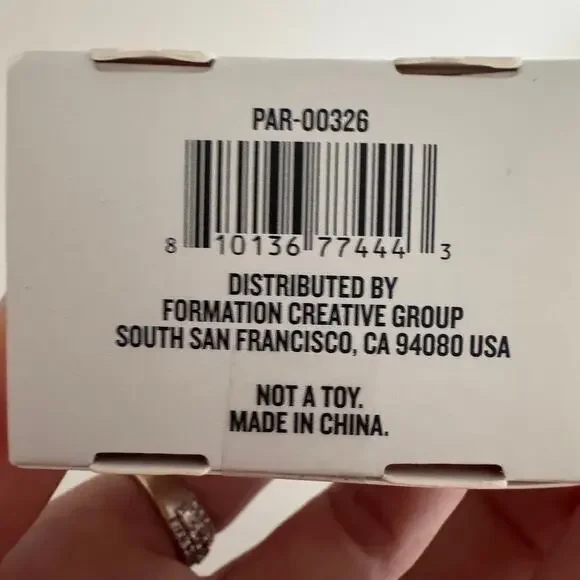 PAR-00326
8 10136 77444 3
DISTRIBUTED BY
FORMATION CREATIVE GROUP
SOUTH SAN FRANCISCO, CA 94080 USA
NOT A TOY.
MADE IN CHINA.